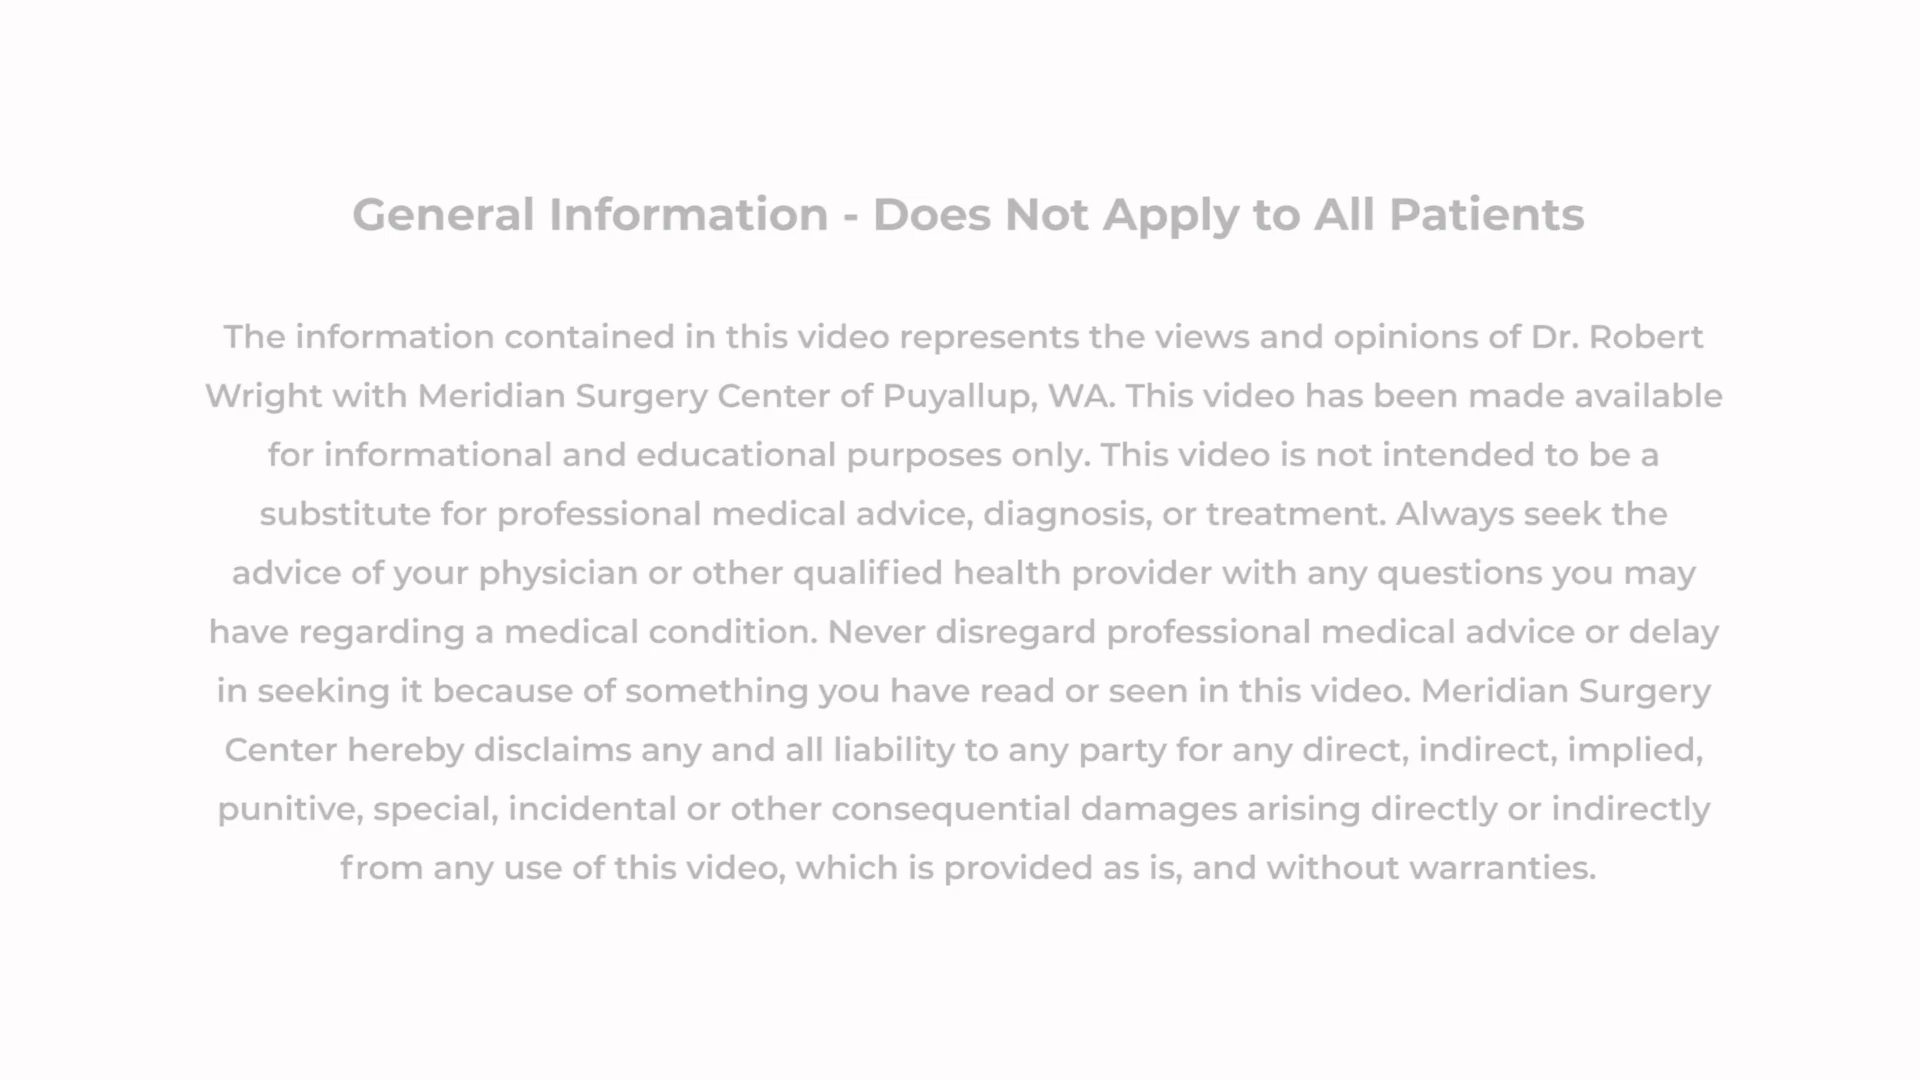 General Information - Does Not Apply to All Patients
The information contained in this video represents the views and opinions of Dr. Robert
Wright with Meridian Surgery Center of Puyallup, WA. This video has been made available
for informational and educational purposes only. This video is not intended to be a
substitute for professional medical advice, diagnosis, or treatment. Always seek the
advice of your physician or other qualified health provider with any questions you may
have regarding a medical condition. Never disregard professional medical advice or delay
in seeking it because of something you have read or seen in this video. Meridian Surgery
Center hereby disclaims any and all liability to any party for any direct, indirect, implied,
punitive, special, incidental or other consequential damages arising directly or indirectly
from any use of this video, which is provided as is, and without warranties.